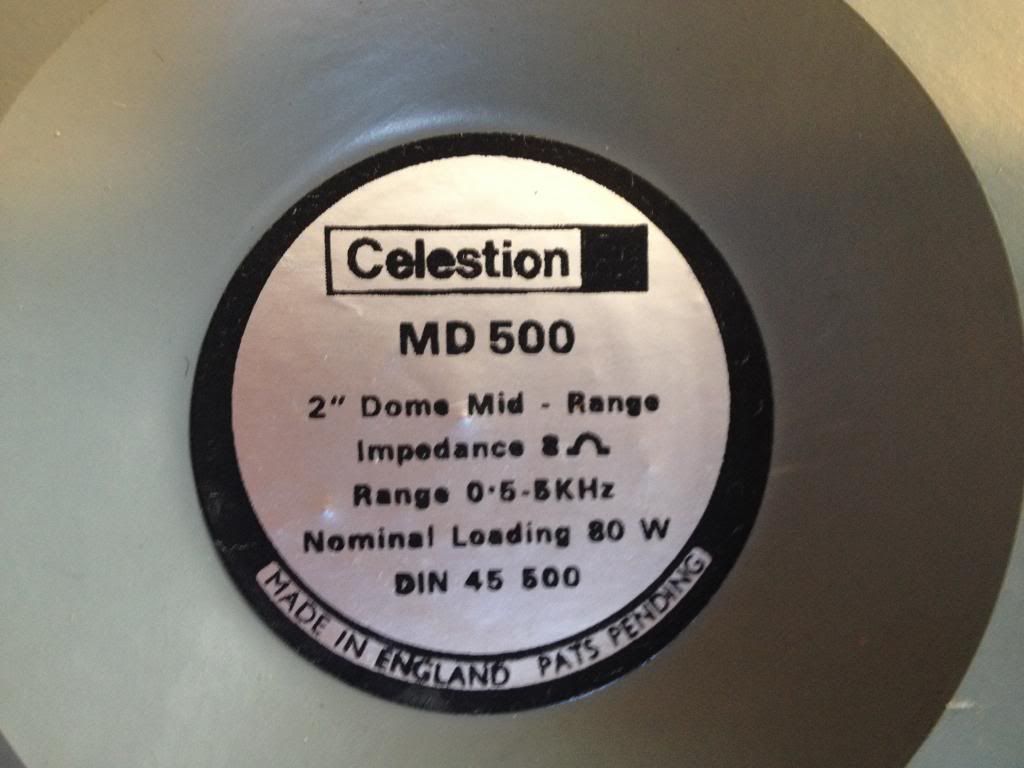 Celestion
MD 500
2" Dome Mid - Range
Impedance 8 Ω
Range 0·5-5KHz
Nominal Loading 80 W
DIN 45 500
MADE IN ENGLAND PATS PENDING